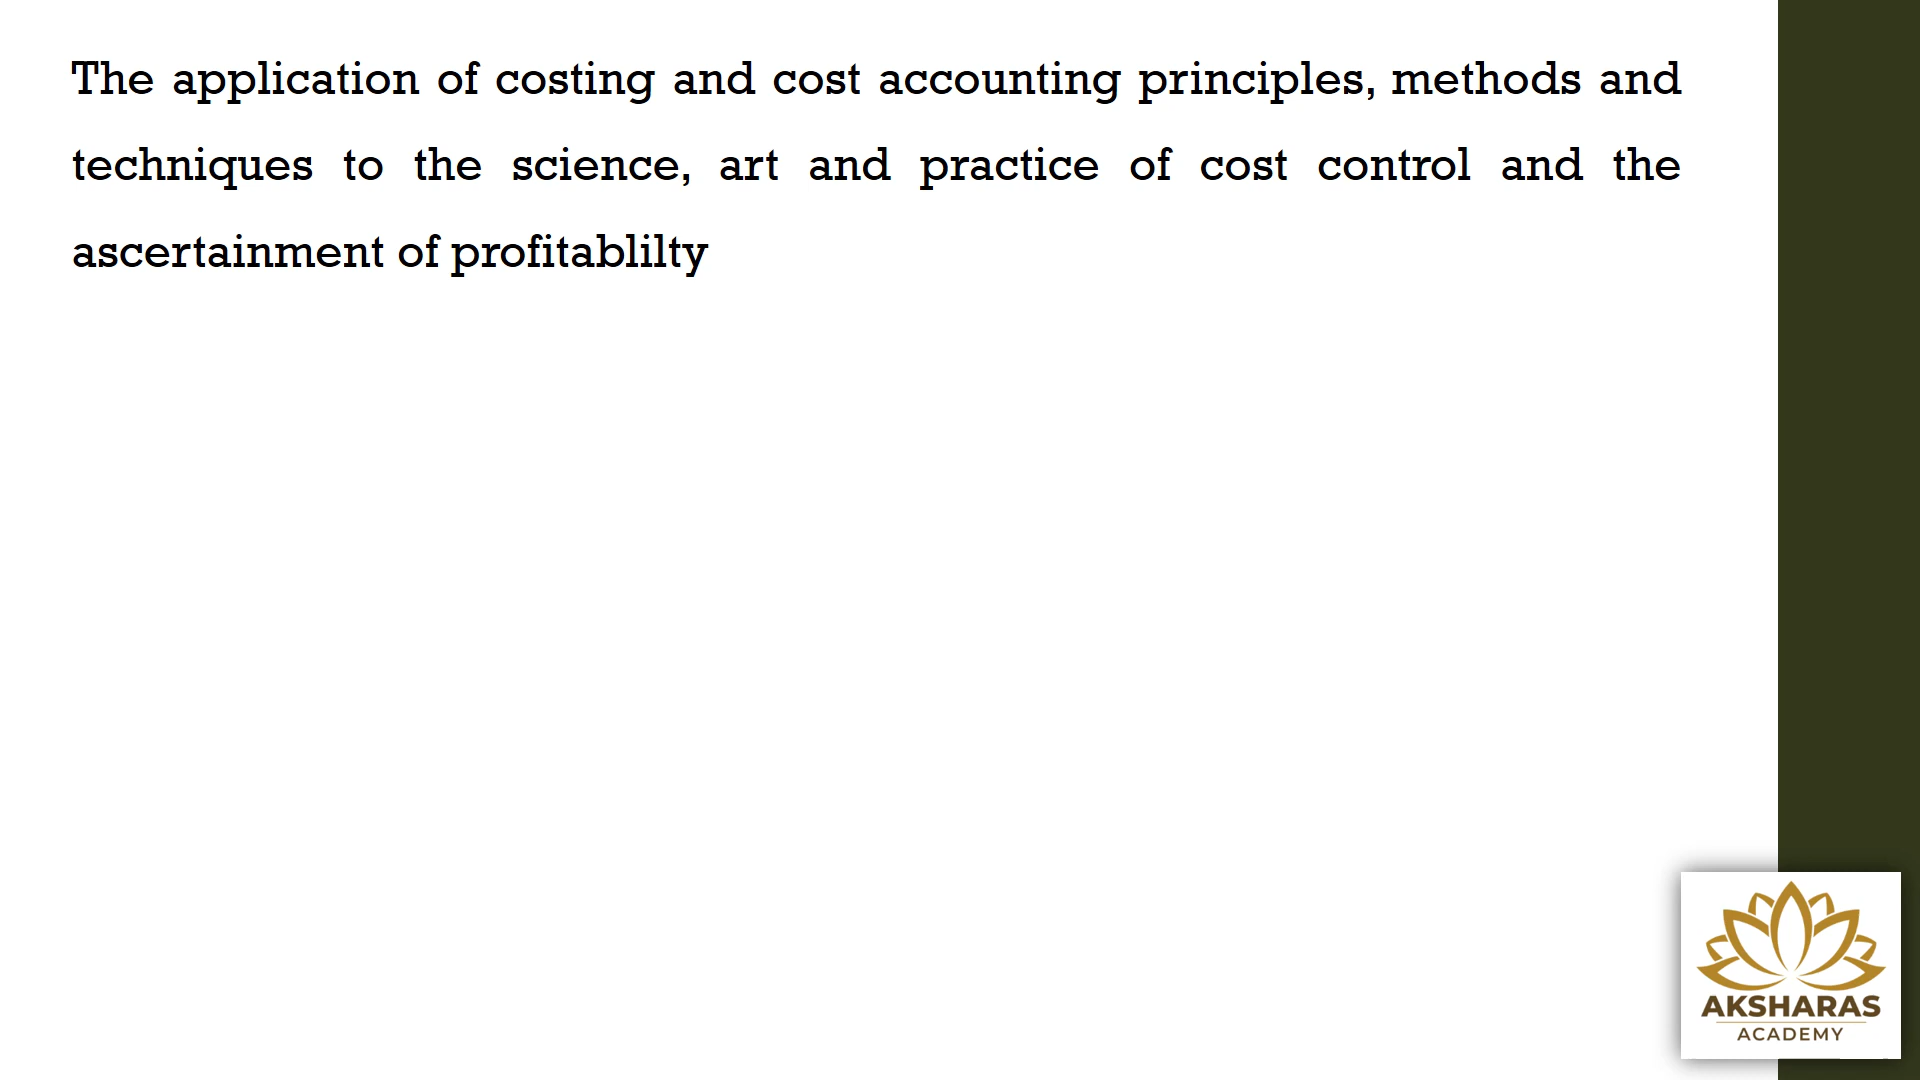 The application of costing and cost accounting principles, methods and
techniques to the science, art and practice of cost control and the
ascertainment of profitablilty
AKSHARAS
ACADEMY